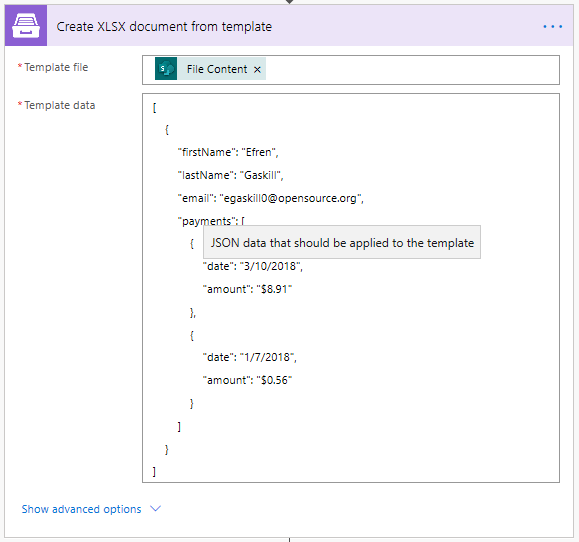 Create XLSX document from template
...
* Template file
File Content ×
* Template data
[
{
"firstName": "Efren",
"lastName": "Gaskill",
"email": "egaskill0@opensource.org",
"payments": [
{
JSON data that should be applied to the template
"date": "3/10/2018",
"amount": "$8.91"
},
{
"date": "1/7/2018",
"amount": "$0.56"
}
]
}
]
Show advanced options